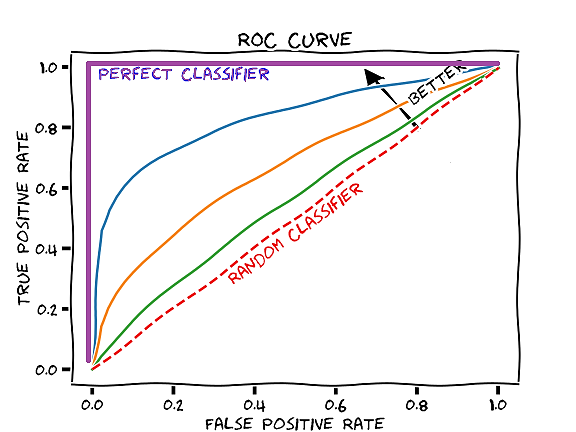 ROC CURVE
PERFECT CLASSIFIER
BETTER
RANDOM CLASSIFIER
TRUE POSITIVE RATE
1.0
0.8
0.6
0.4
0.2
0.0
0.0 0.2 0.4 0.6 0.8 1.0
FALSE POSITIVE RATE